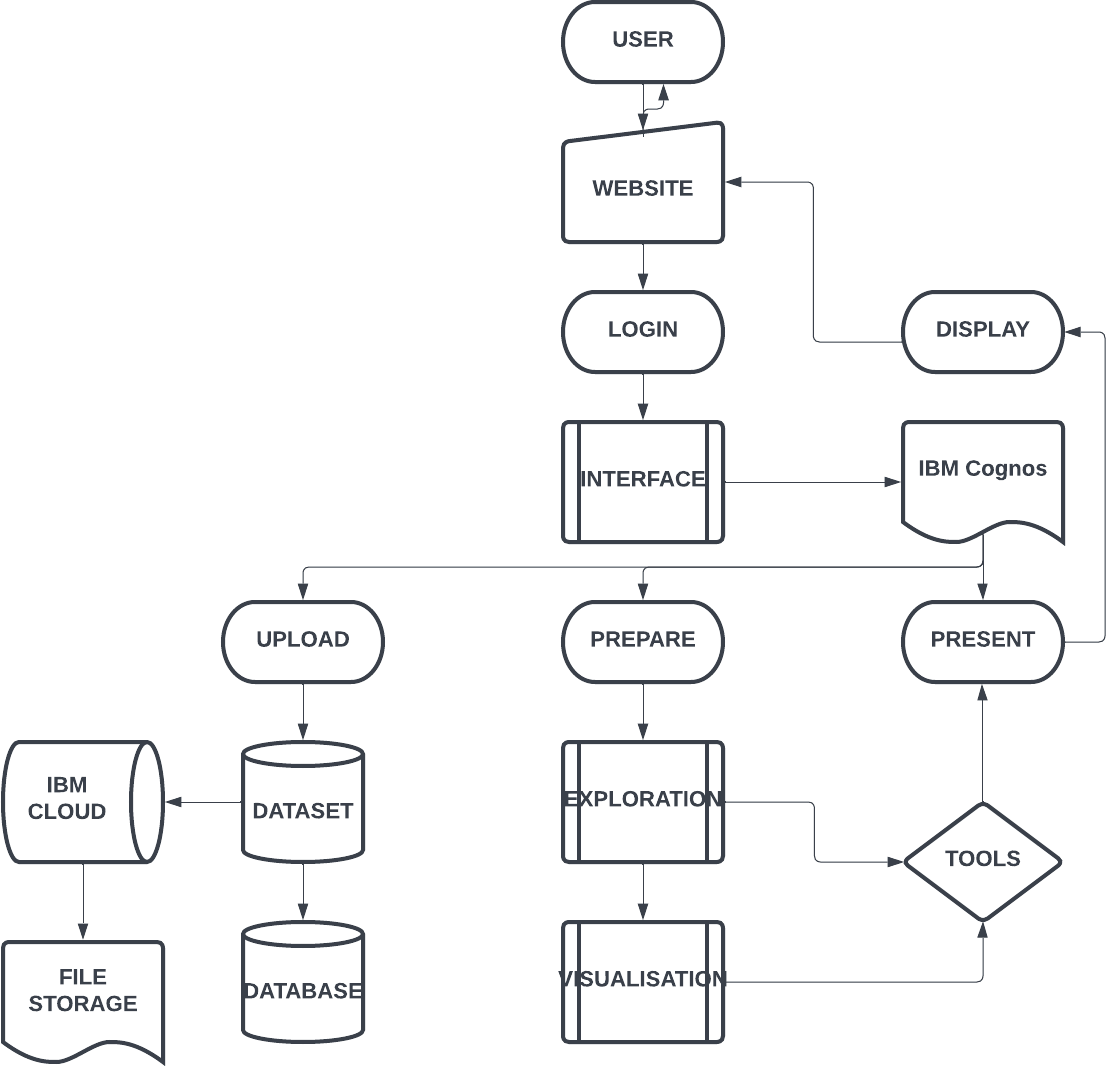 USER
WEBSITE
LOGIN
DISPLAY
INTERFACE
IBM Cognos
UPLOAD
PREPARE
PRESENT
IBM
CLOUD
DATASET
EXPLORATION
TOOLS
FILE
STORAGE
DATABASE
VISUALISATION